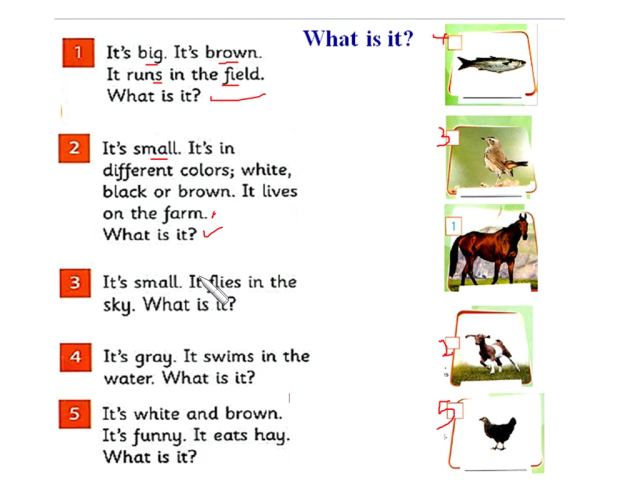 What is it?
1 It's big. It's brown.
It runs in the field.
What is it?
2 It's small. It's in
different colors; white,
black or brown. It lives
on the farm.
What is it?
3 It's small. It flies in the
sky. What is it?
4 It's gray. It swims in the
water. What is it?
5 It's white and brown.
It's funny. It eats hay.
What is it?
4
3
1
2
5